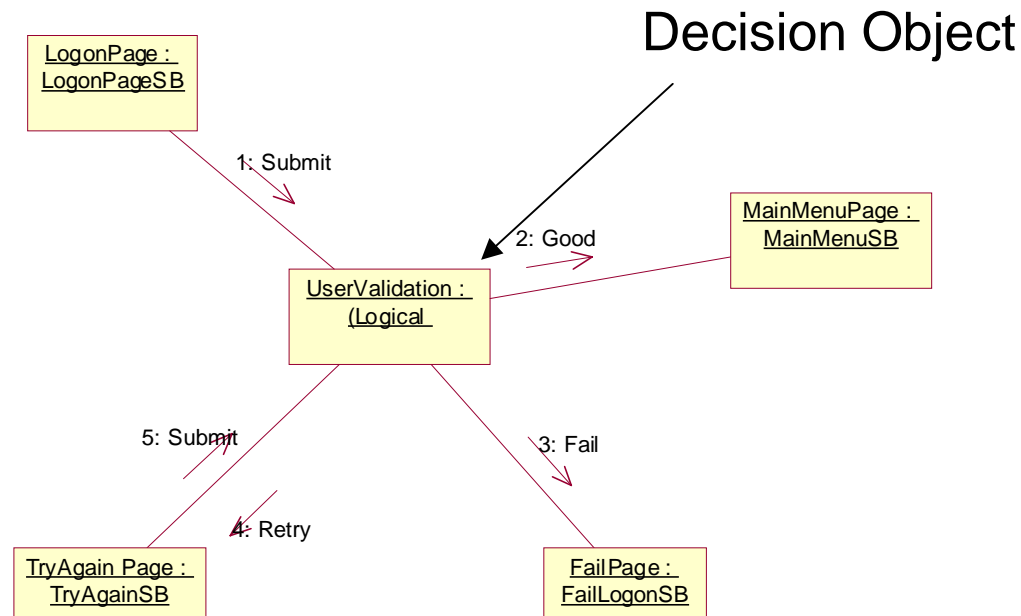 Decision Object
LogonPage :
LogonPageSB
1: Submit
MainMenuPage :
MainMenuSB
2: Good
UserValidation :
(Logical
5: Submit
3: Fail
4: Retry
TryAgain Page :
TryAgainSB
FailPage :
FailLogonSB